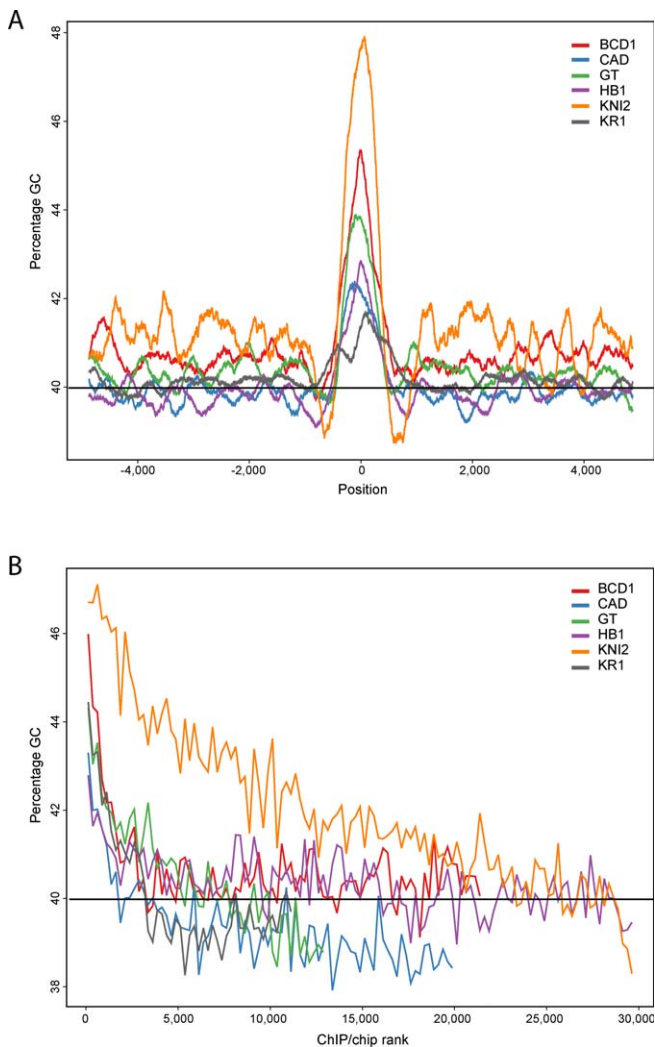 A
48
46
44
42
40
Percentage GC
BCD1
CAD
GT
HB1
KNI2
KR1
-4,000 -2,000 0 2,000 4,000
Position
B
46
44
42
40
38
Percentage GC
BCD1
CAD
GT
HB1
KNI2
KR1
0 5,000 10,000 15,000 20,000 25,000 30,000
ChIP/chip rank